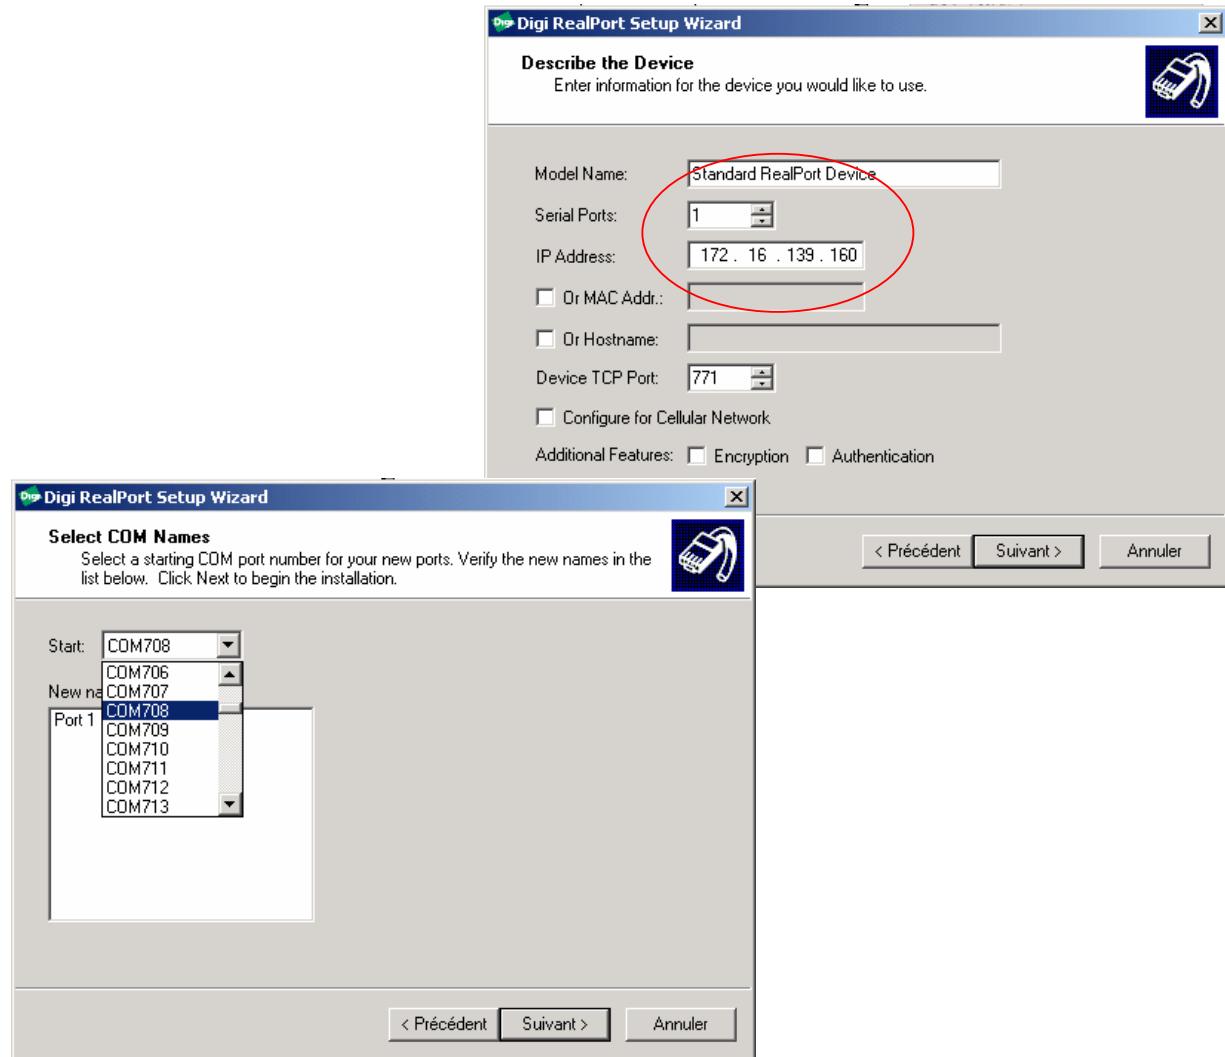 Digi Digi RealPort Setup Wizard
Describe the Device
Enter information for the device you would like to use.
Model Name: Standard RealPort Device
Serial Ports: 1
IP Address: 172 . 16 . 139 . 160
Or MAC Addr.:
Or Hostname:
Device TCP Port: 771
Configure for Cellular Network
Additional Features: Encryption Authentication
< Précédent Suivant > Annuler
Digi Digi RealPort Setup Wizard
Select COM Names
Select a starting COM port number for your new ports. Verify the new names in the
list below. Click Next to begin the installation.
Start: COM708
COM706
New na COM707
Port 1 COM708
COM709
COM710
COM711
COM712
COM713
< Précédent Suivant > Annuler